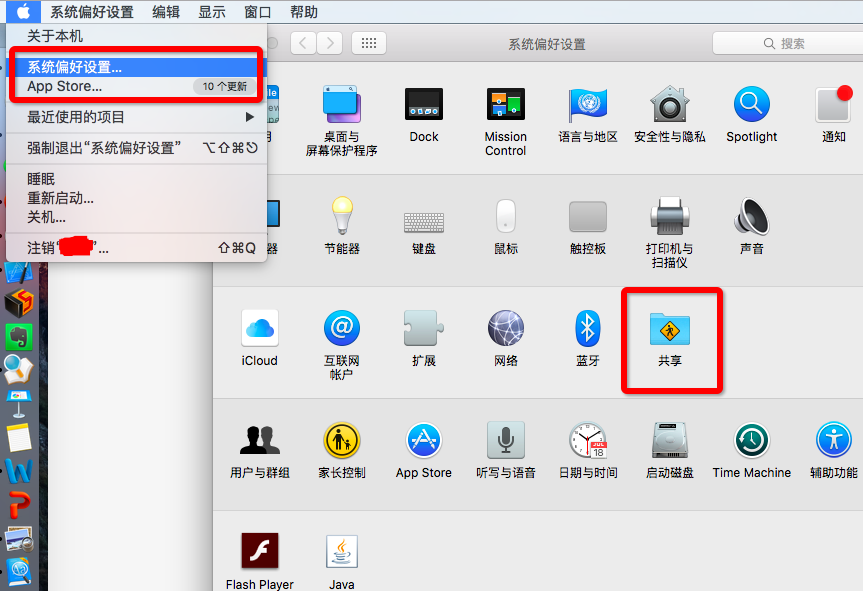 系统偏好设置 编辑 显示 窗口 帮助
关于本机
系统偏好设置...
App Store... 10 个更新
最近使用的项目
强制退出“系统偏好设置” ⌥⇧⌘⎋
睡眠
重新启动...
关机...
注销“ ”... ⇧⌘Q
系统偏好设置
搜索
桌面与
屏幕保护程序
Dock
Mission
Control
语言与地区
安全性与隐私
Spotlight
通知
器
节能器
键盘
鼠标
触控板
打印机与
扫描仪
声音
iCloud
互联网
帐户
扩展
网络
蓝牙
共享
用户与群组
家长控制
App Store
听写与语音
JUL
18
日期与时间
启动磁盘
Time Machine
辅助功能
Flash Player
Java